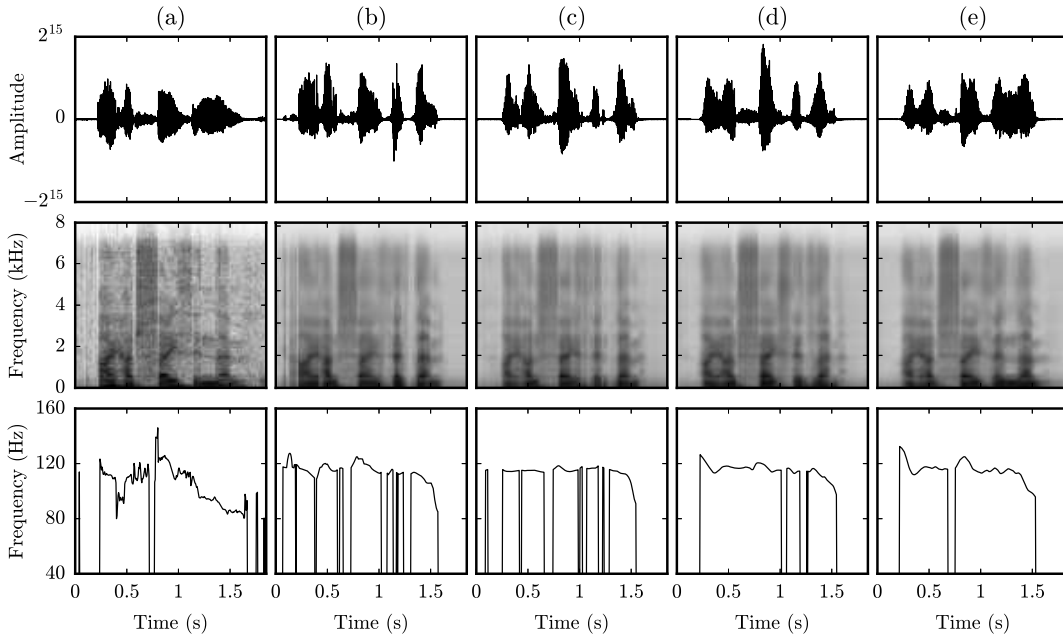 (a) (b) (c) (d) (e)
2^15
0
−2^15
Amplitude
8
6
4
2
0
Frequency (kHz)
160
120
80
40
Frequency (Hz)
0 0.5 1 1.5 0 0.5 1 1.5 0 0.5 1 1.5 0 0.5 1 1.5 0 0.5 1 1.5
Time (s) Time (s) Time (s) Time (s) Time (s)